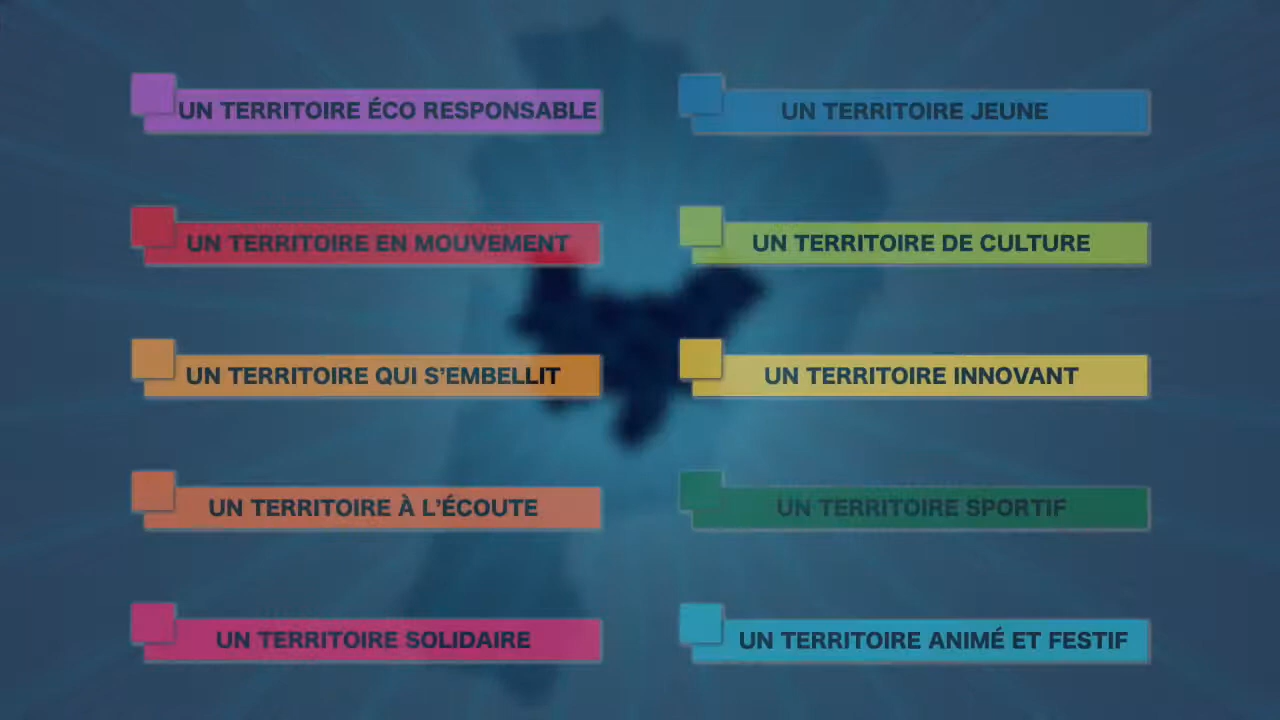 UN TERRITOIRE ÉCO RESPONSABLE
UN TERRITOIRE EN MOUVEMENT
UN TERRITOIRE QUI S’EMBELLIT
UN TERRITOIRE À L’ÉCOUTE
UN TERRITOIRE SOLIDAIRE
UN TERRITOIRE JEUNE
UN TERRITOIRE DE CULTURE
UN TERRITOIRE INNOVANT
UN TERRITOIRE SPORTIF
UN TERRITOIRE ANIMÉ ET FESTIF